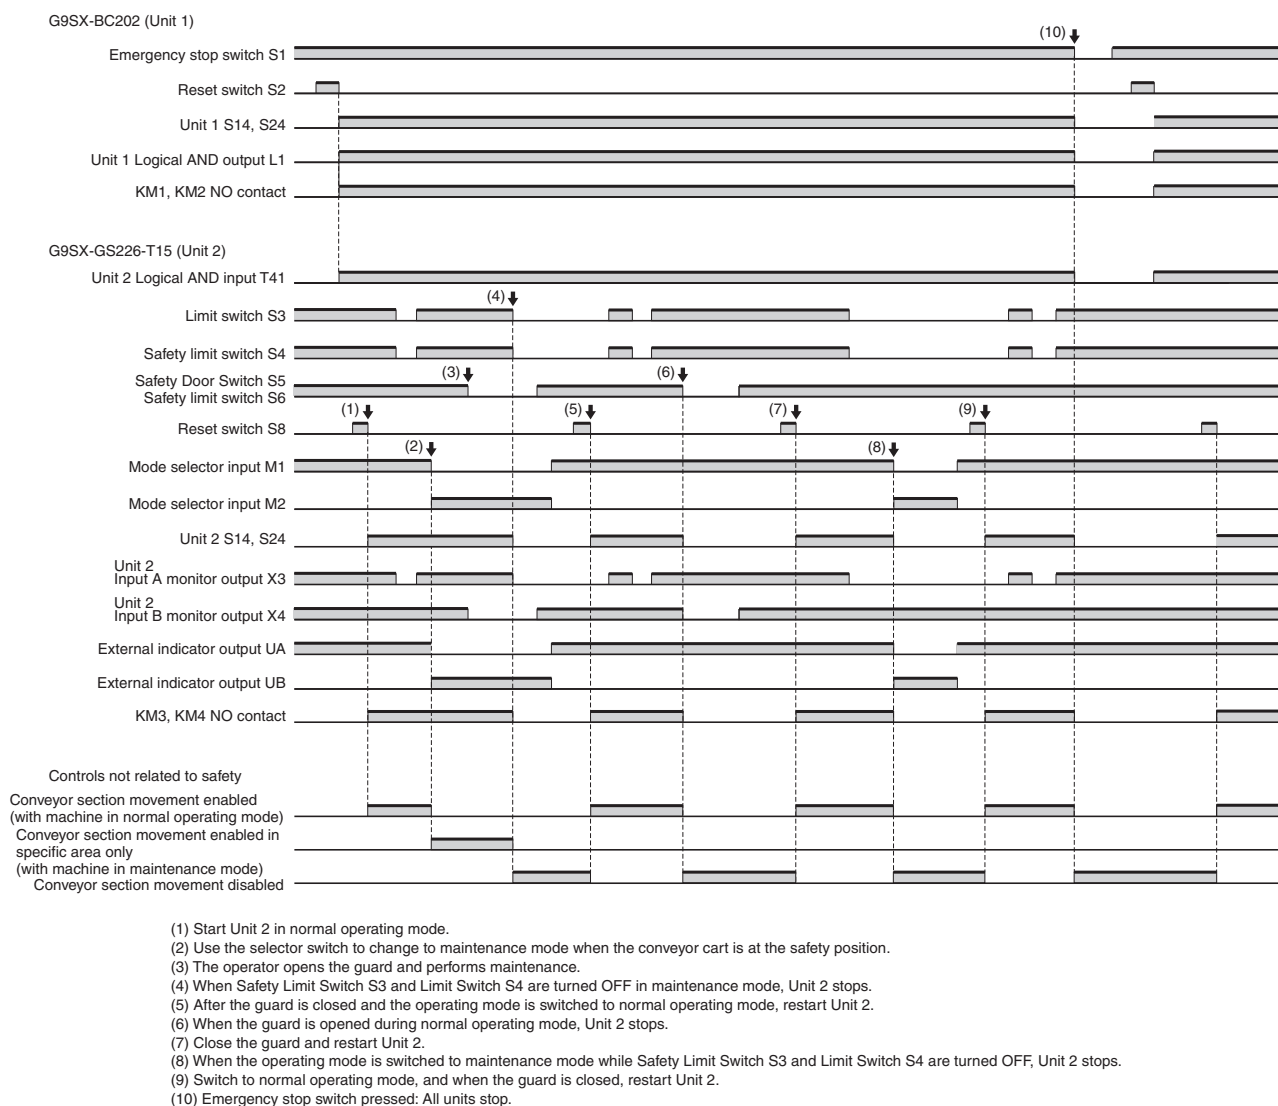 G9SX-BC202 (Unit 1)
(10)
Emergency stop switch S1
Reset switch S2
Unit 1 S14, S24
Unit 1 Logical AND output L1
KM1, KM2 NO contact
G9SX-GS226-T15 (Unit 2)
Unit 2 Logical AND input T41
(4)
Limit switch S3
Safety limit switch S4
(3)
(6)
Safety Door Switch S5
Safety limit switch S6
(1)
(5)
(7)
(9)
Reset switch S8
(2)
(8)
Mode selector input M1
Mode selector input M2
Unit 2 S14, S24
Unit 2
Input A monitor output X3
Unit 2
Input B monitor output X4
External indicator output UA
External indicator output UB
KM3, KM4 NO contact
Controls not related to safety
Conveyor section movement enabled
(with machine in normal operating mode)
Conveyor section movement enabled in
specific area only
(with machine in maintenance mode)
Conveyor section movement disabled
(1) Start Unit 2 in normal operating mode.
(2) Use the selector switch to change to maintenance mode when the conveyor cart is at the safety position.
(3) The operator opens the guard and performs maintenance.
(4) When Safety Limit Switch S3 and Limit Switch S4 are turned OFF in maintenance mode, Unit 2 stops.
(5) After the guard is closed and the operating mode is switched to normal operating mode, restart Unit 2.
(6) When the guard is opened during normal operating mode, Unit 2 stops.
(7) Close the guard and restart Unit 2.
(8) When the operating mode is switched to maintenance mode while Safety Limit Switch S3 and Limit Switch S4 are turned OFF, Unit 2 stops.
(9) Switch to normal operating mode, and when the guard is closed, restart Unit 2.
(10) Emergency stop switch pressed: All units stop.